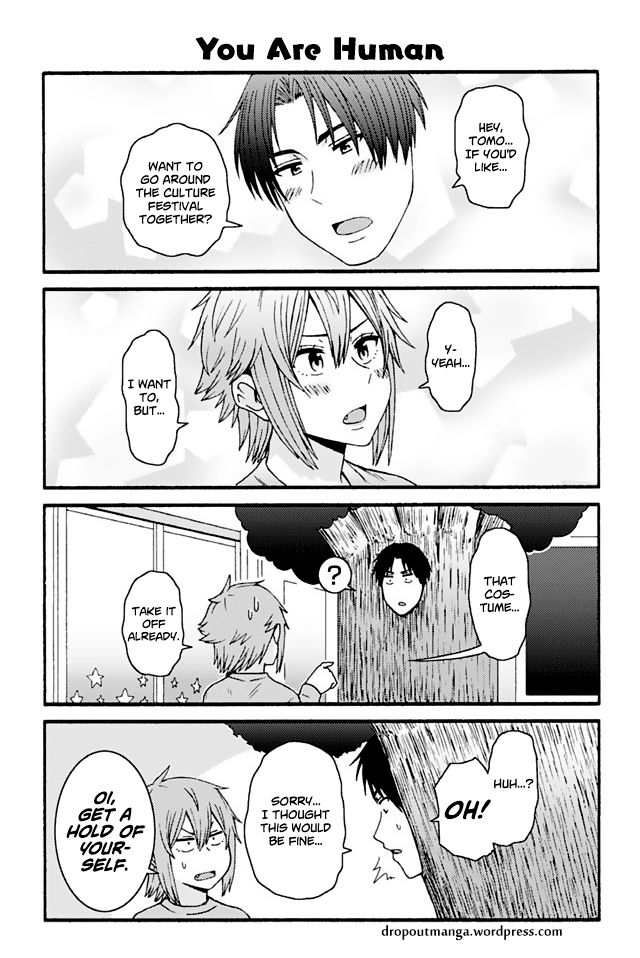 You Are Human
HEY,
TOMO...
IF YOU'D
LIKE...
WANT TO
GO AROUND
THE CULTURE
FESTIVAL
TOGETHER?
Y-
YEAH...
I WANT
TO,
BUT...
THAT
COS-
TUME...
?
TAKE IT
OFF
ALREADY.
HUH...?
OH!
SORRY...
I THOUGHT
THIS WOULD
BE FINE...
OI,
GET A
HOLD OF
YOUR-
SELF.
dropoutmanga.wordpress.com